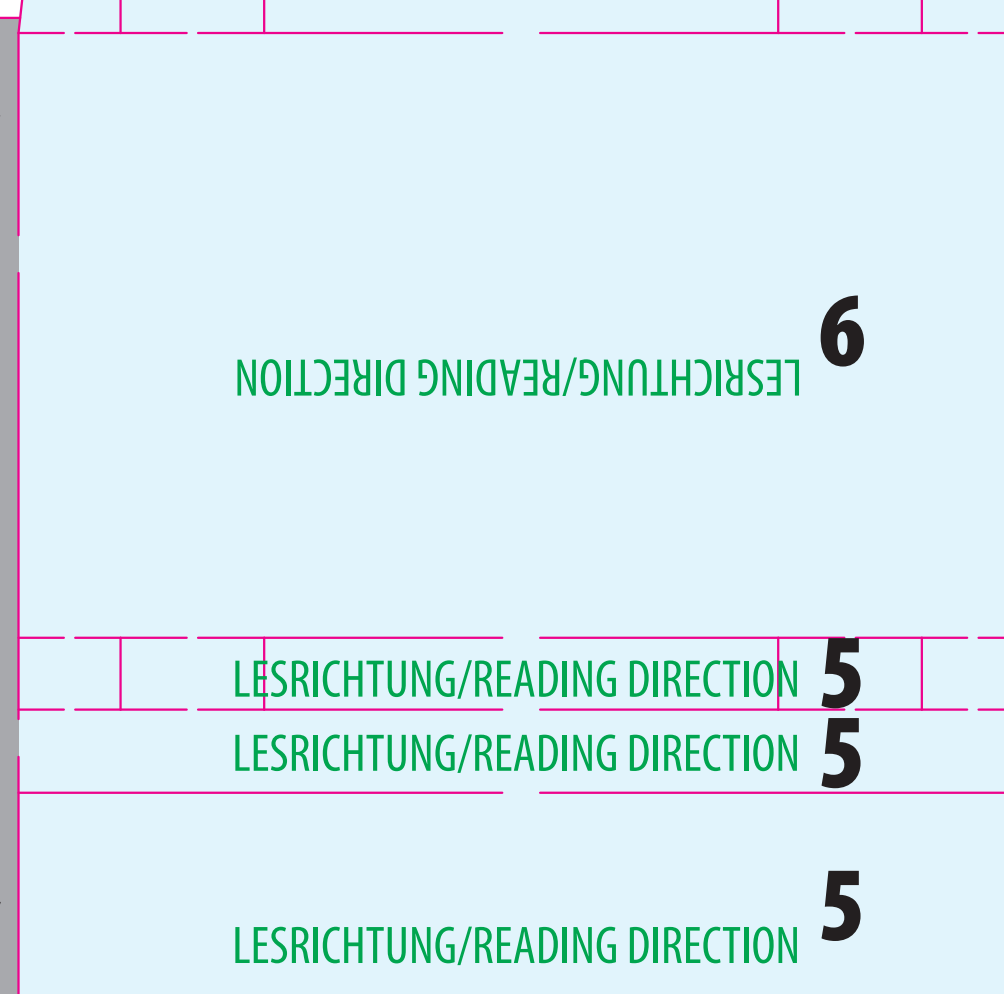 6
LESRICHTUNG/READING DIRECTION
LESRICHTUNG/READING DIRECTION 5
LESRICHTUNG/READING DIRECTION 5
5
LESRICHTUNG/READING DIRECTION